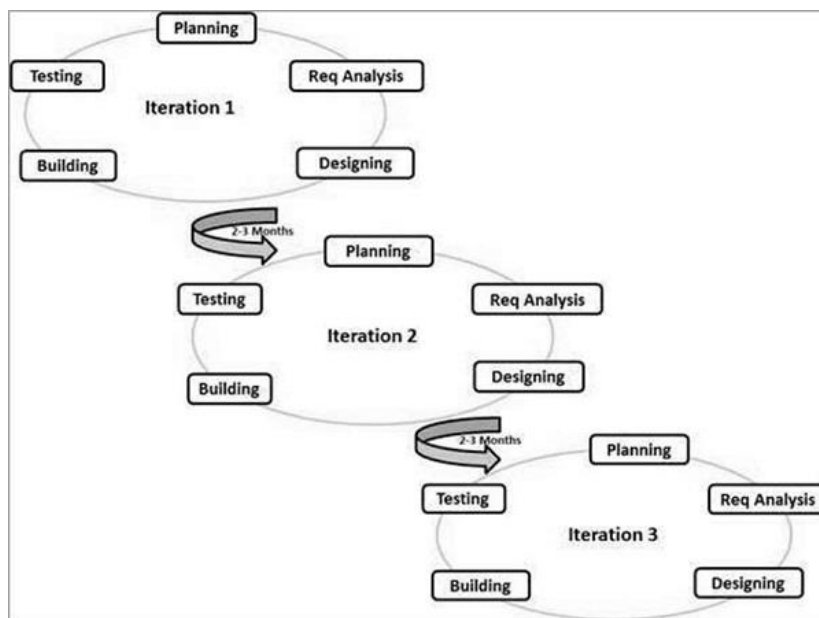 Planning
Testing
Req Analysis
Iteration 1
Building
Designing
2-3 Months
Planning
Testing
Req Analysis
Iteration 2
Building
Designing
2-3 Months
Planning
Testing
Req Analysis
Iteration 3
Building
Designing